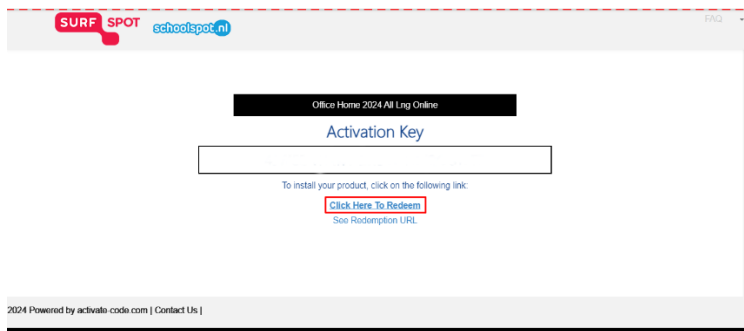 SURF SPOT
schoolspot.nl
FAQ
Office Home 2024 All Lng Online
Activation Key
To install your product, click on the following link:
Click Here To Redeem
See Redemption URL
2024 Powered by activate-code.com | Contact Us |